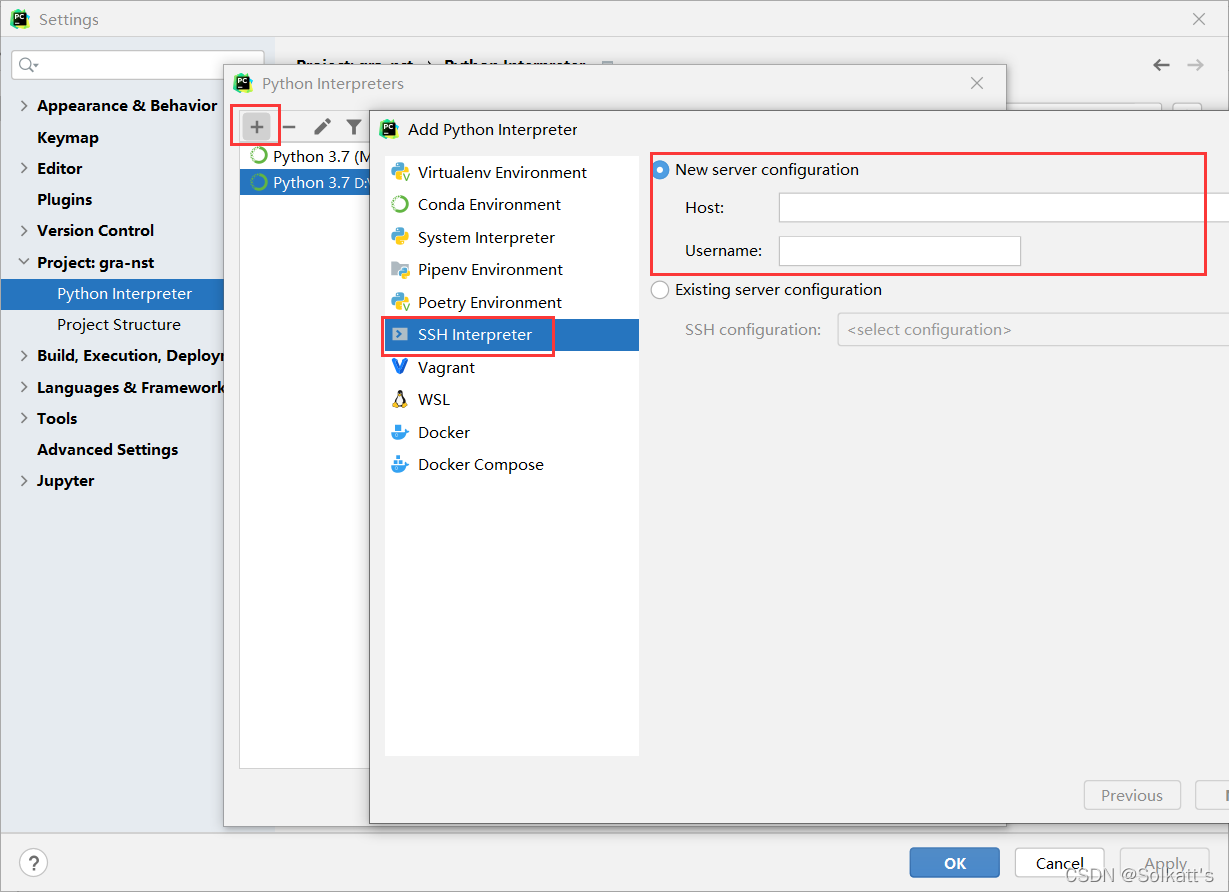 Settings
Project: gra-nst › Python Interpreter
Appearance & Behavior
Keymap
Editor
Plugins
Version Control
Project: gra-nst
Python Interpreter
Project Structure
Build, Execution, Deployr
Languages & Framework
Tools
Advanced Settings
Jupyter
Python Interpreters
Python 3.7 (M
Python 3.7 D:\
Add Python Interpreter
Virtualenv Environment
Conda Environment
System Interpreter
Pipenv Environment
Poetry Environment
SSH Interpreter
Vagrant
WSL
Docker
Docker Compose
New server configuration
Host:
Username:
Existing server configuration
SSH configuration: <select configuration>
Previous
?
OK
Cancel
Apply
CSDN @Solkatt's